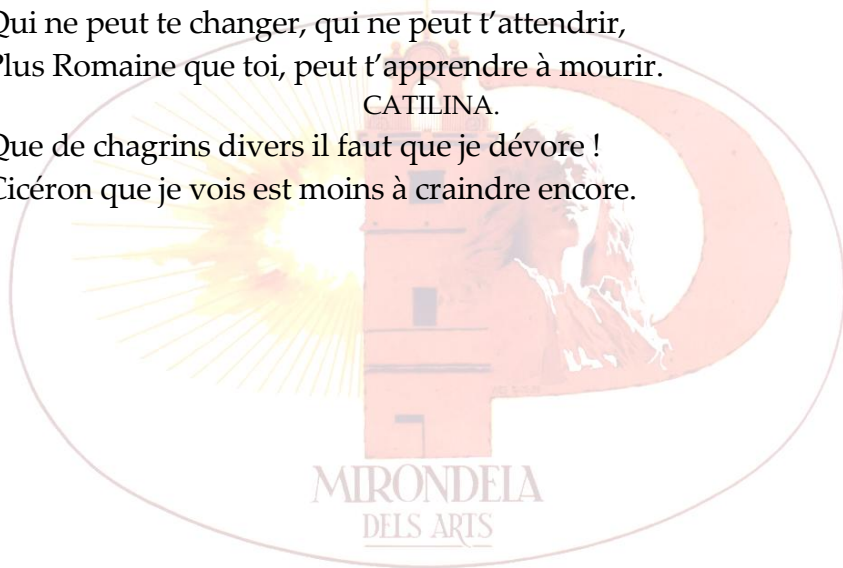 Qui ne peut te changer, qui ne peut t’attendrir,
Plus Romaine que toi, peut t’apprendre à mourir.
CATILINA.
Que de chagrins divers il faut que je dévore !
Cicéron que je vois est moins à craindre encore.
MIRONDELA
DELS ARTS